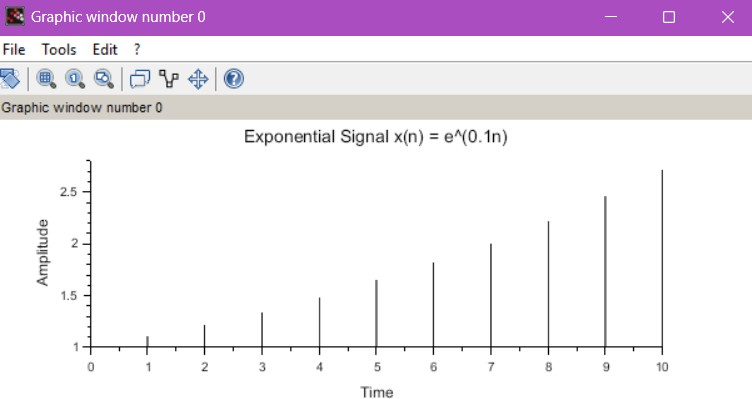 Graphic window number 0
File Tools Edit ?
Graphic window number 0
Exponential Signal x(n) = e^(0.1n)
2.5
2
1.5
1
Amplitude
0 1 2 3 4 5 6 7 8 9 10
Time